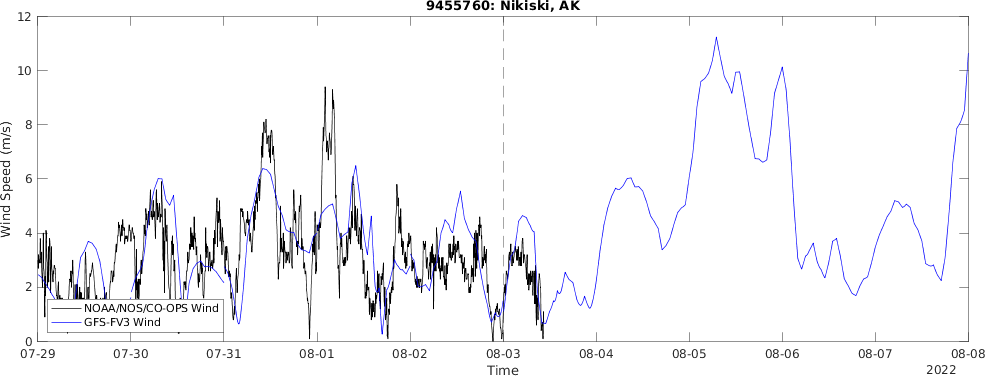 9455760: Nikiski, AK
12
10
8
6
4
2
0
Wind Speed (m/s)
NOAA/NOS/CO-OPS Wind
GFS-FV3 Wind
07-29 07-30 07-31 08-01 08-02 08-03 08-04 08-05 08-06 08-07 08-08
Time
2022